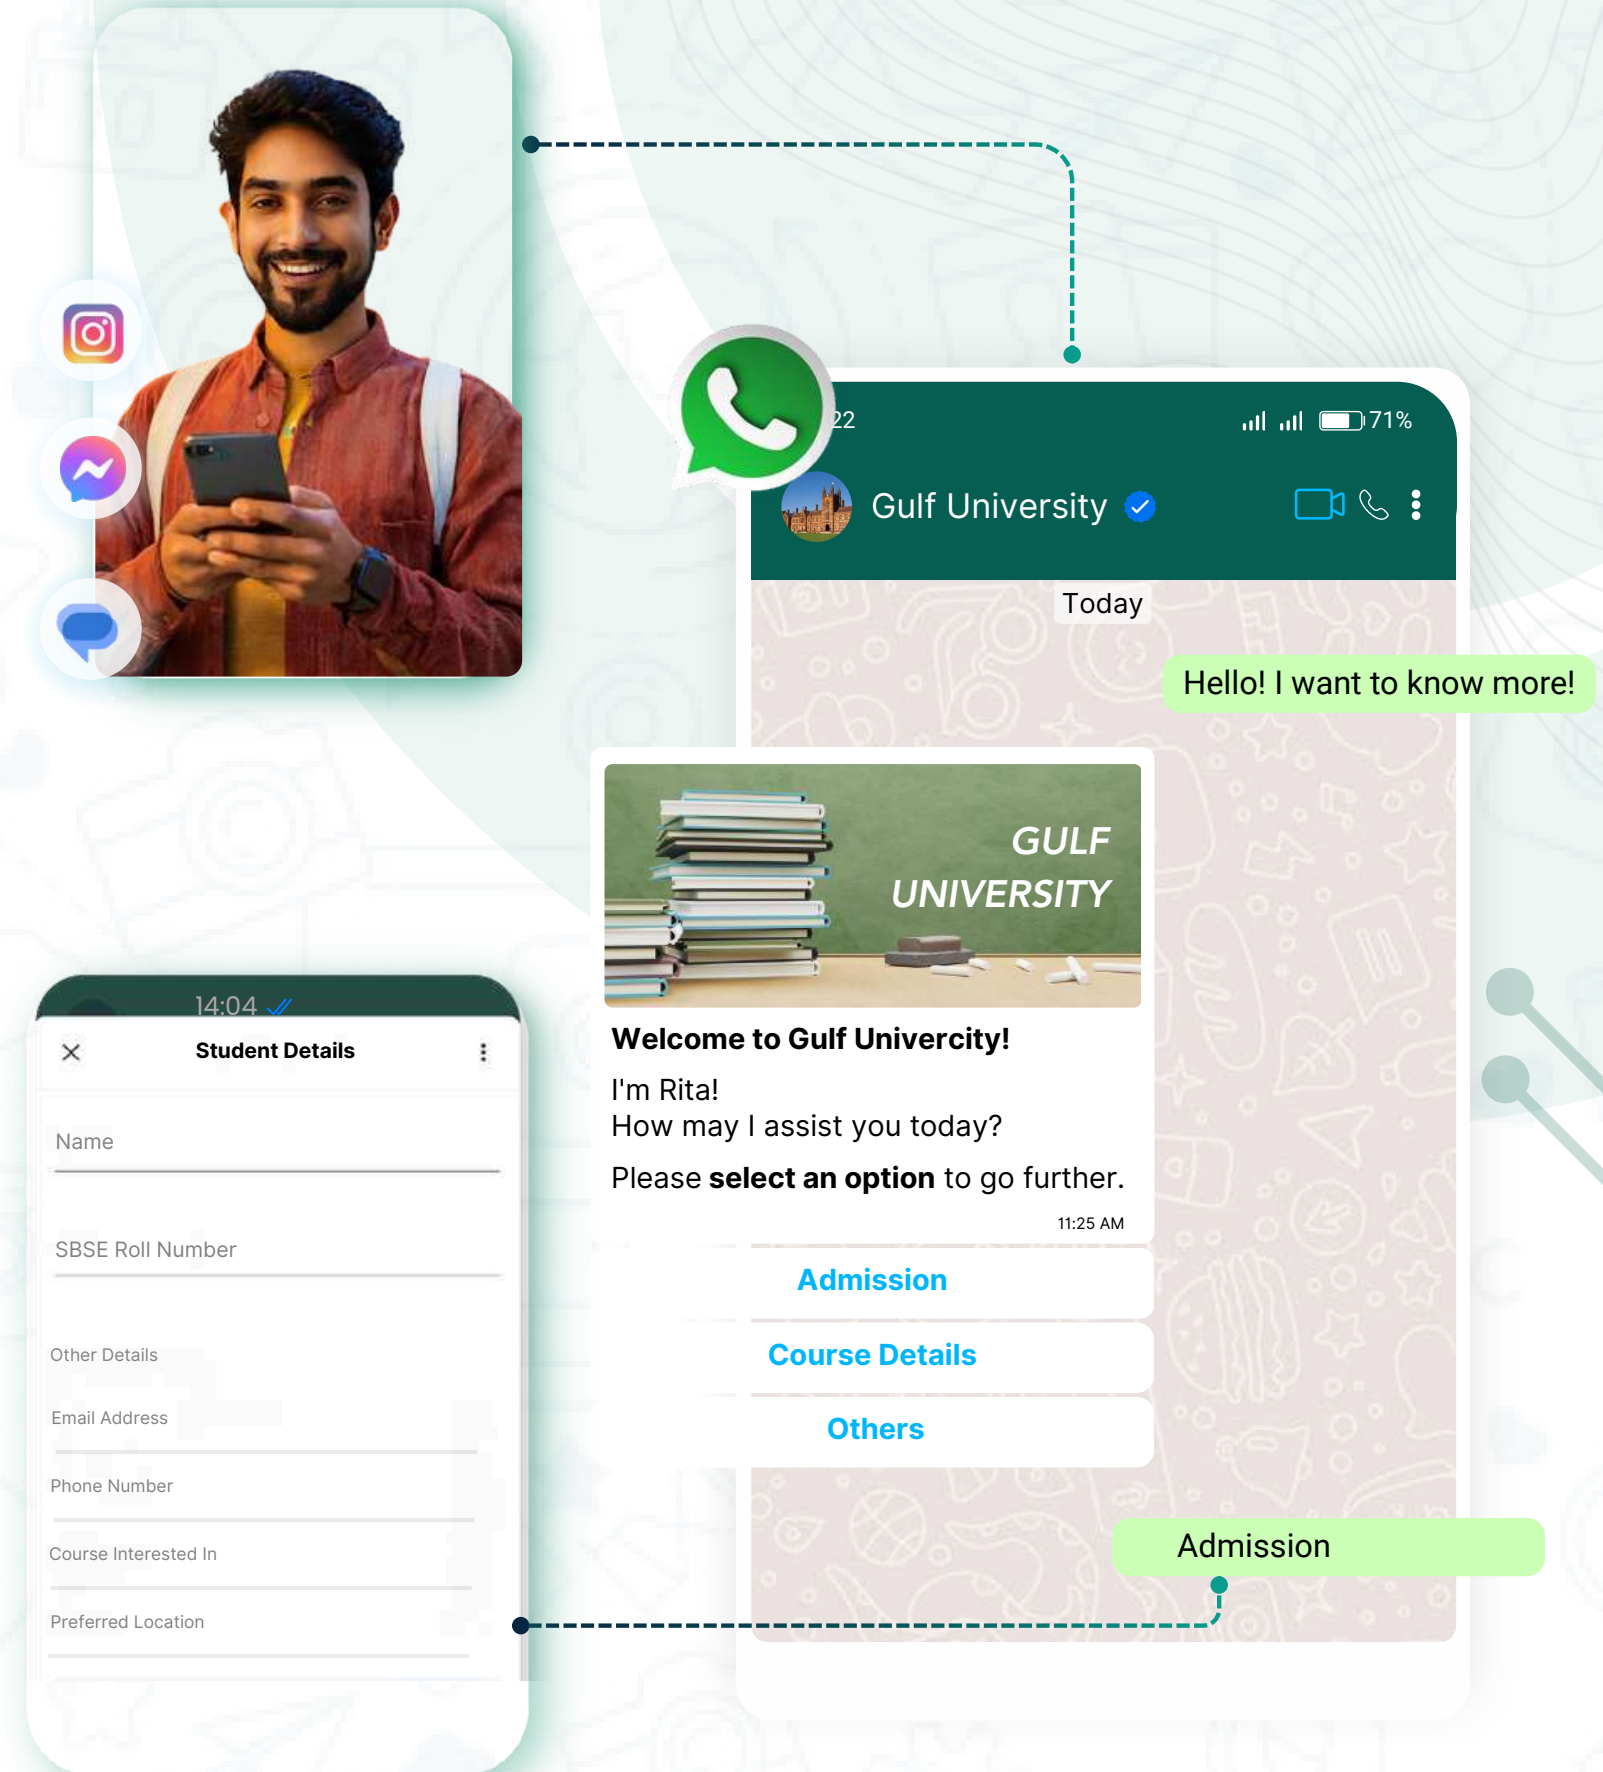 22
71%
Gulf University
Today
Hello! I want to know more!
GULF
UNIVERSITY
Welcome to Gulf Univercity!
I'm Rita!
How may I assist you today?
Please select an option to go further.
11:25 AM
Admission
Course Details
Others
Admission
14:04
Student Details
Name
SBSE Roll Number
Other Details
Email Address
Phone Number
Course Interested In
Preferred Location